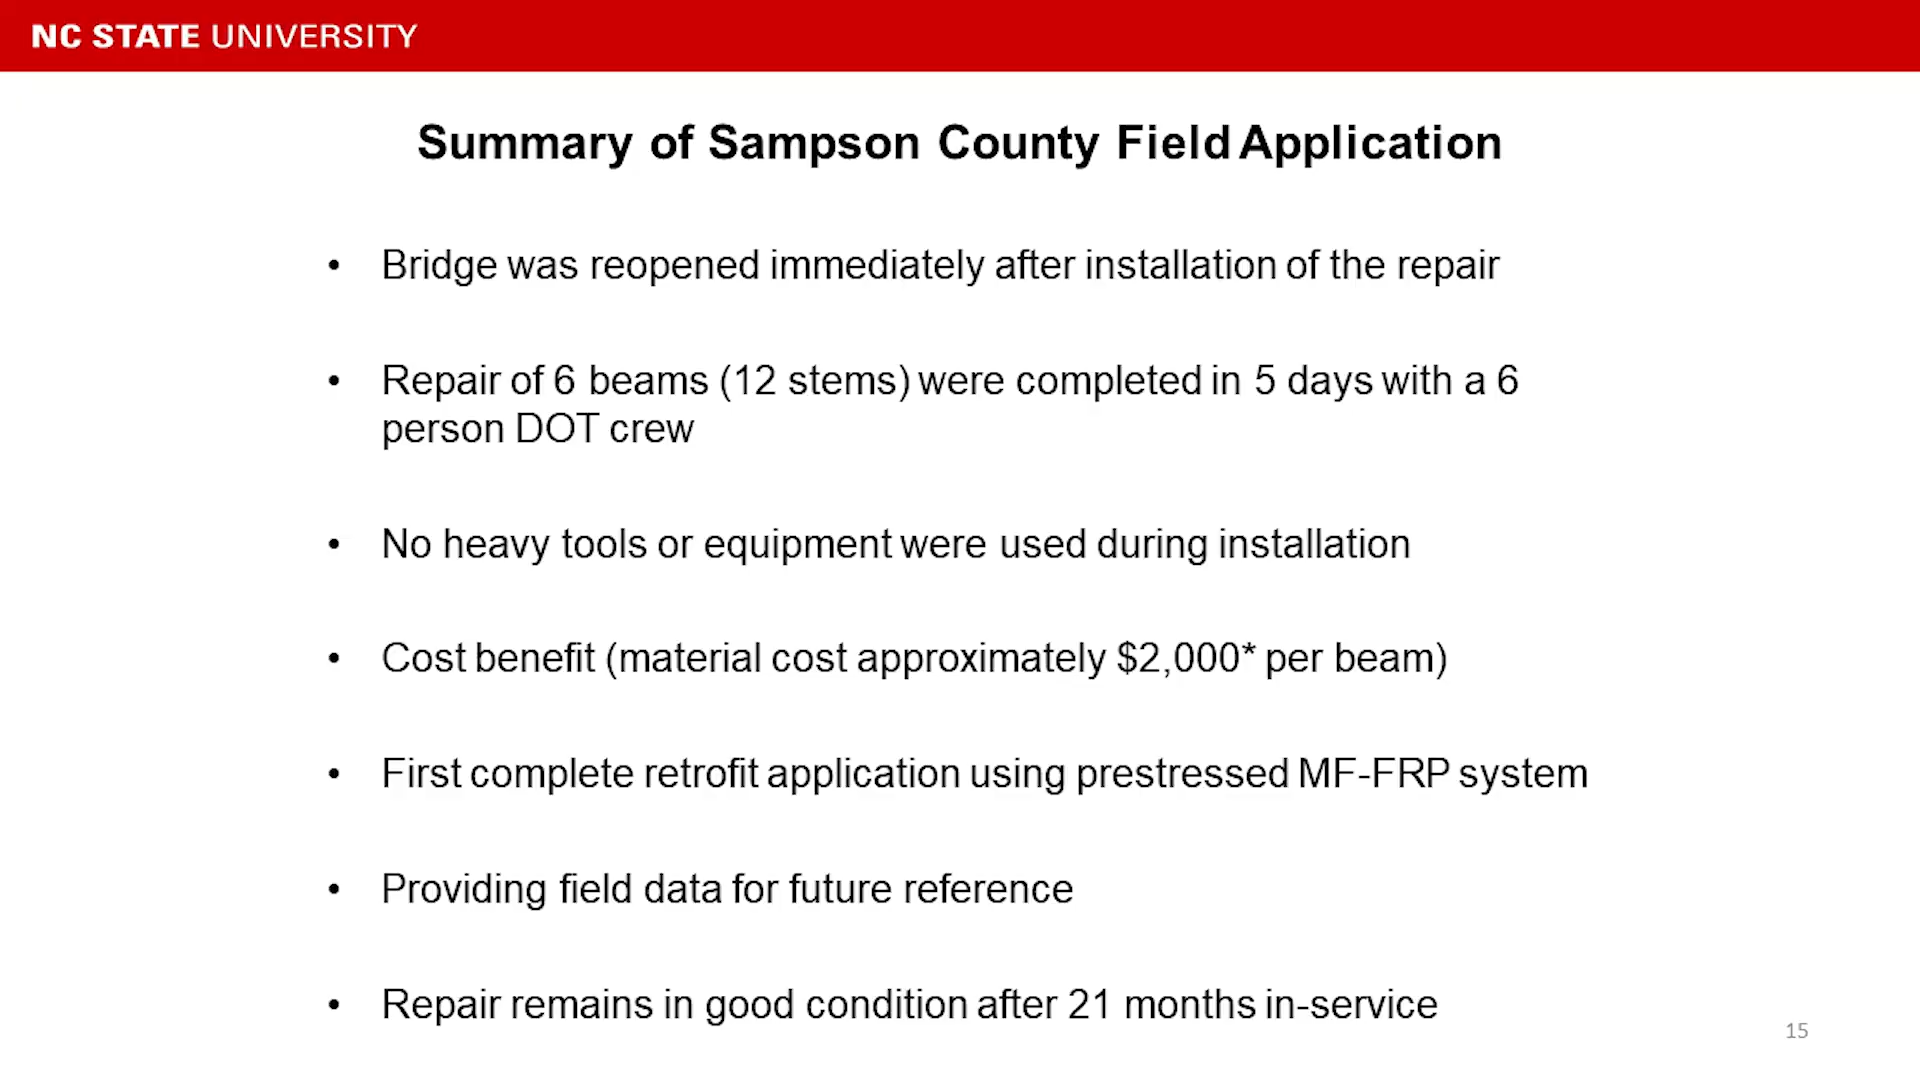 NC STATE UNIVERSITY
Summary of Sampson County Field Application
• Bridge was reopened immediately after installation of the repair
• Repair of 6 beams (12 stems) were completed in 5 days with a 6
person DOT crew
• No heavy tools or equipment were used during installation
• Cost benefit (material cost approximately $2,000* per beam)
• First complete retrofit application using prestressed MF-FRP system
• Providing field data for future reference
• Repair remains in good condition after 21 months in-service
15